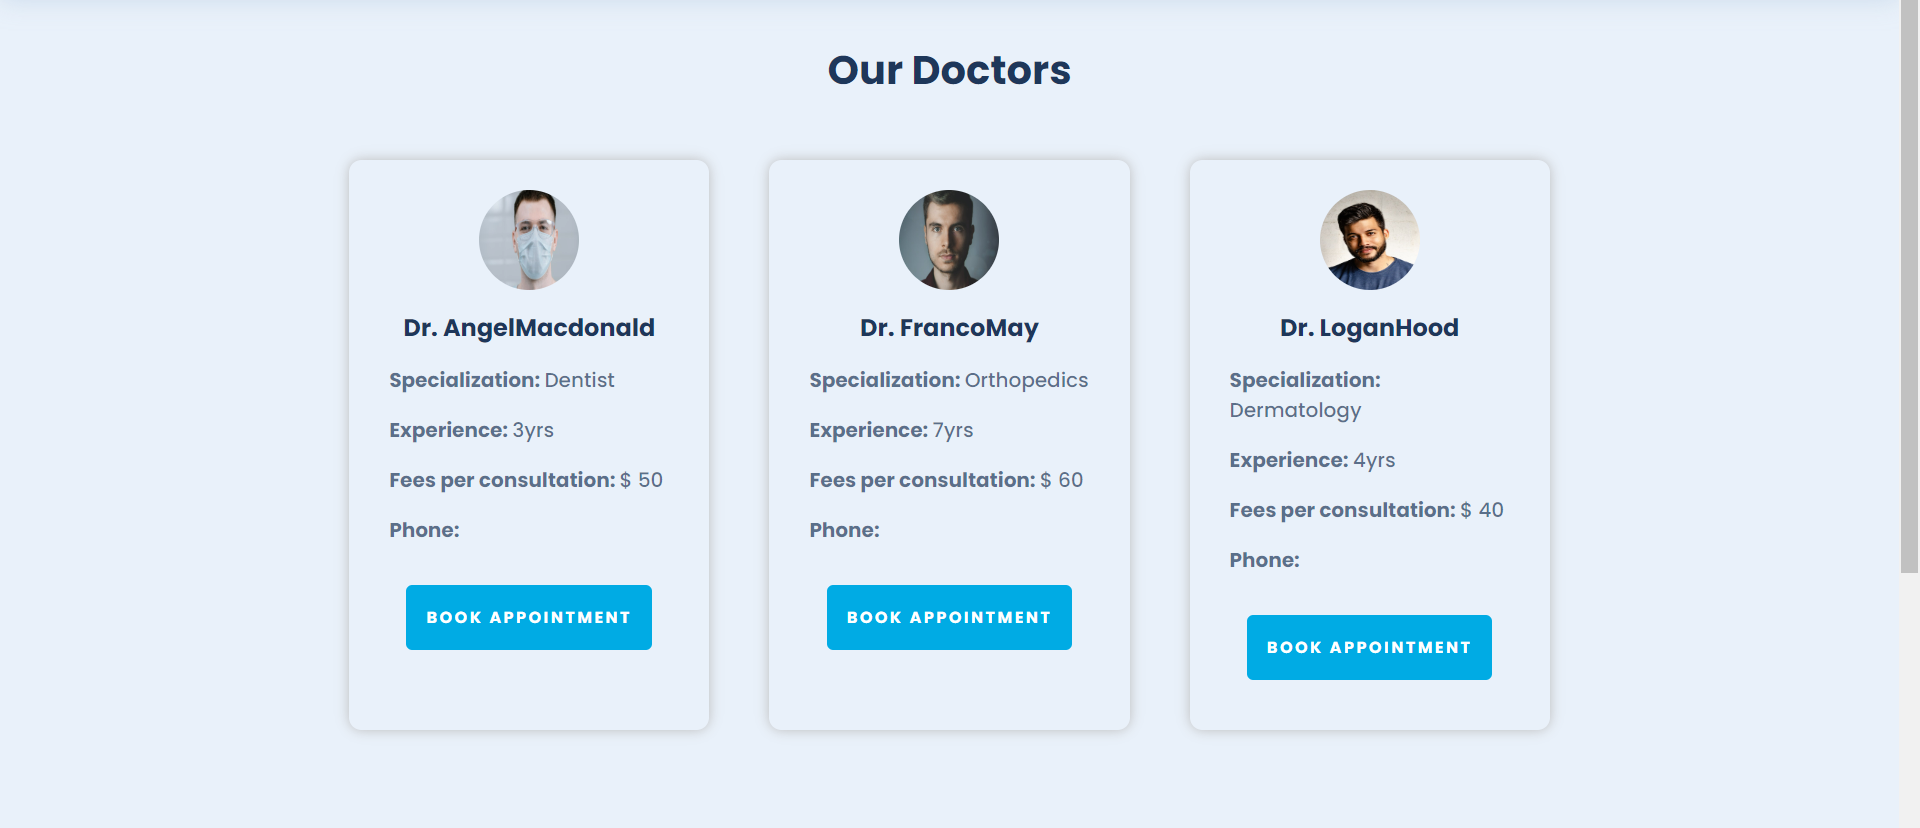 Our Doctors
Dr. AngelMacdonald
Specialization: Dentist
Experience: 3yrs
Fees per consultation: $ 50
Phone:
BOOK APPOINTMENT
Dr. FrancoMay
Specialization: Orthopedics
Experience: 7yrs
Fees per consultation: $ 60
Phone:
BOOK APPOINTMENT
Dr. LoganHood
Specialization:
Dermatology
Experience: 4yrs
Fees per consultation: $ 40
Phone:
BOOK APPOINTMENT